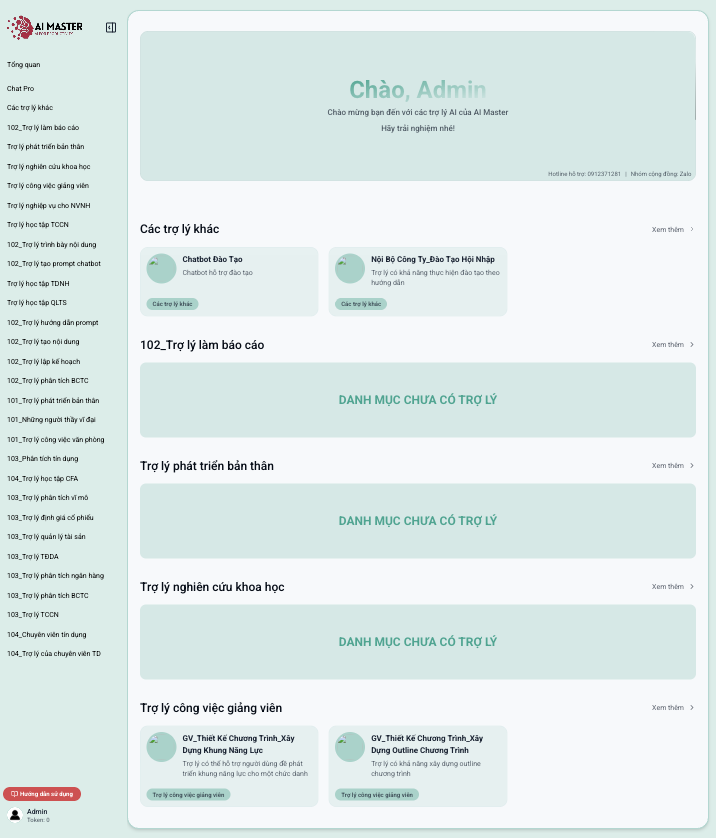 AI MASTER
Tổng quan
Chat Pro
Các trợ lý khác
102_Trợ lý làm báo cáo
Trợ lý phát triển bản thân
Trợ lý nghiên cứu khoa học
Trợ lý công việc giảng viên
Trợ lý nghiệp vụ cho NVNH
Trợ lý học tập TCCN
102_Trợ lý trình bày nội dung
102_Trợ lý tạo prompt chatbot
Trợ lý học tập TDNH
Trợ lý học tập QLTS
102_Trợ lý hướng dẫn prompt
102_Trợ lý tạo nội dung
102_Trợ lý lập kế hoạch
102_Trợ lý phân tích BCTC
101_Trợ lý phát triển bản thân
101_Những người thầy vĩ đại
101_Trợ lý công việc văn phòng
103_Phân tích tín dụng
104_Trợ lý học tập CFA
103_Trợ lý phân tích vĩ mô
103_Trợ lý định giá cổ phiếu
103_Trợ lý quản lý tài sản
103_Trợ lý TĐDA
103_Trợ lý phân tích ngân hàng
103_Trợ lý phân tích BCTC
103_Trợ lý TCCN
104_Chuyên viên tín dụng
104_Trợ lý của chuyên viên TD
Hướng dẫn sử dụng
Admin
Token: 0
Chào, Admin
Chào mừng bạn đến với các trợ lý AI của AI Master
Hãy trải nghiệm nhé!
Hotline hỗ trợ: 0912371281 | Nhóm cộng đồng: Zalo
Các trợ lý khác Xem thêm
Chatbot Đào Tạo
Chatbot hỗ trợ đào tạo
Các trợ lý khác
Nội Bộ Công Ty_Đào Tạo Hội Nhập
Trợ lý có khả năng thực hiện đào tạo theo
hướng dẫn
Các trợ lý khác
102_Trợ lý làm báo cáo Xem thêm
DANH MỤC CHƯA CÓ TRỢ LÝ
Trợ lý phát triển bản thân Xem thêm
DANH MỤC CHƯA CÓ TRỢ LÝ
Trợ lý nghiên cứu khoa học Xem thêm
DANH MỤC CHƯA CÓ TRỢ LÝ
Trợ lý công việc giảng viên Xem thêm
GV_Thiết Kế Chương Trình_Xây
Dựng Khung Năng Lực
Trợ lý có thể hỗ trợ người dùng để phát
triển khung năng lực cho một chức danh
Trợ lý công việc giảng viên
GV_Thiết Kế Chương Trình_Xây
Dựng Outline Chương Trình
Trợ lý có khả năng xây dựng outline
chương trình
Trợ lý công việc giảng viên